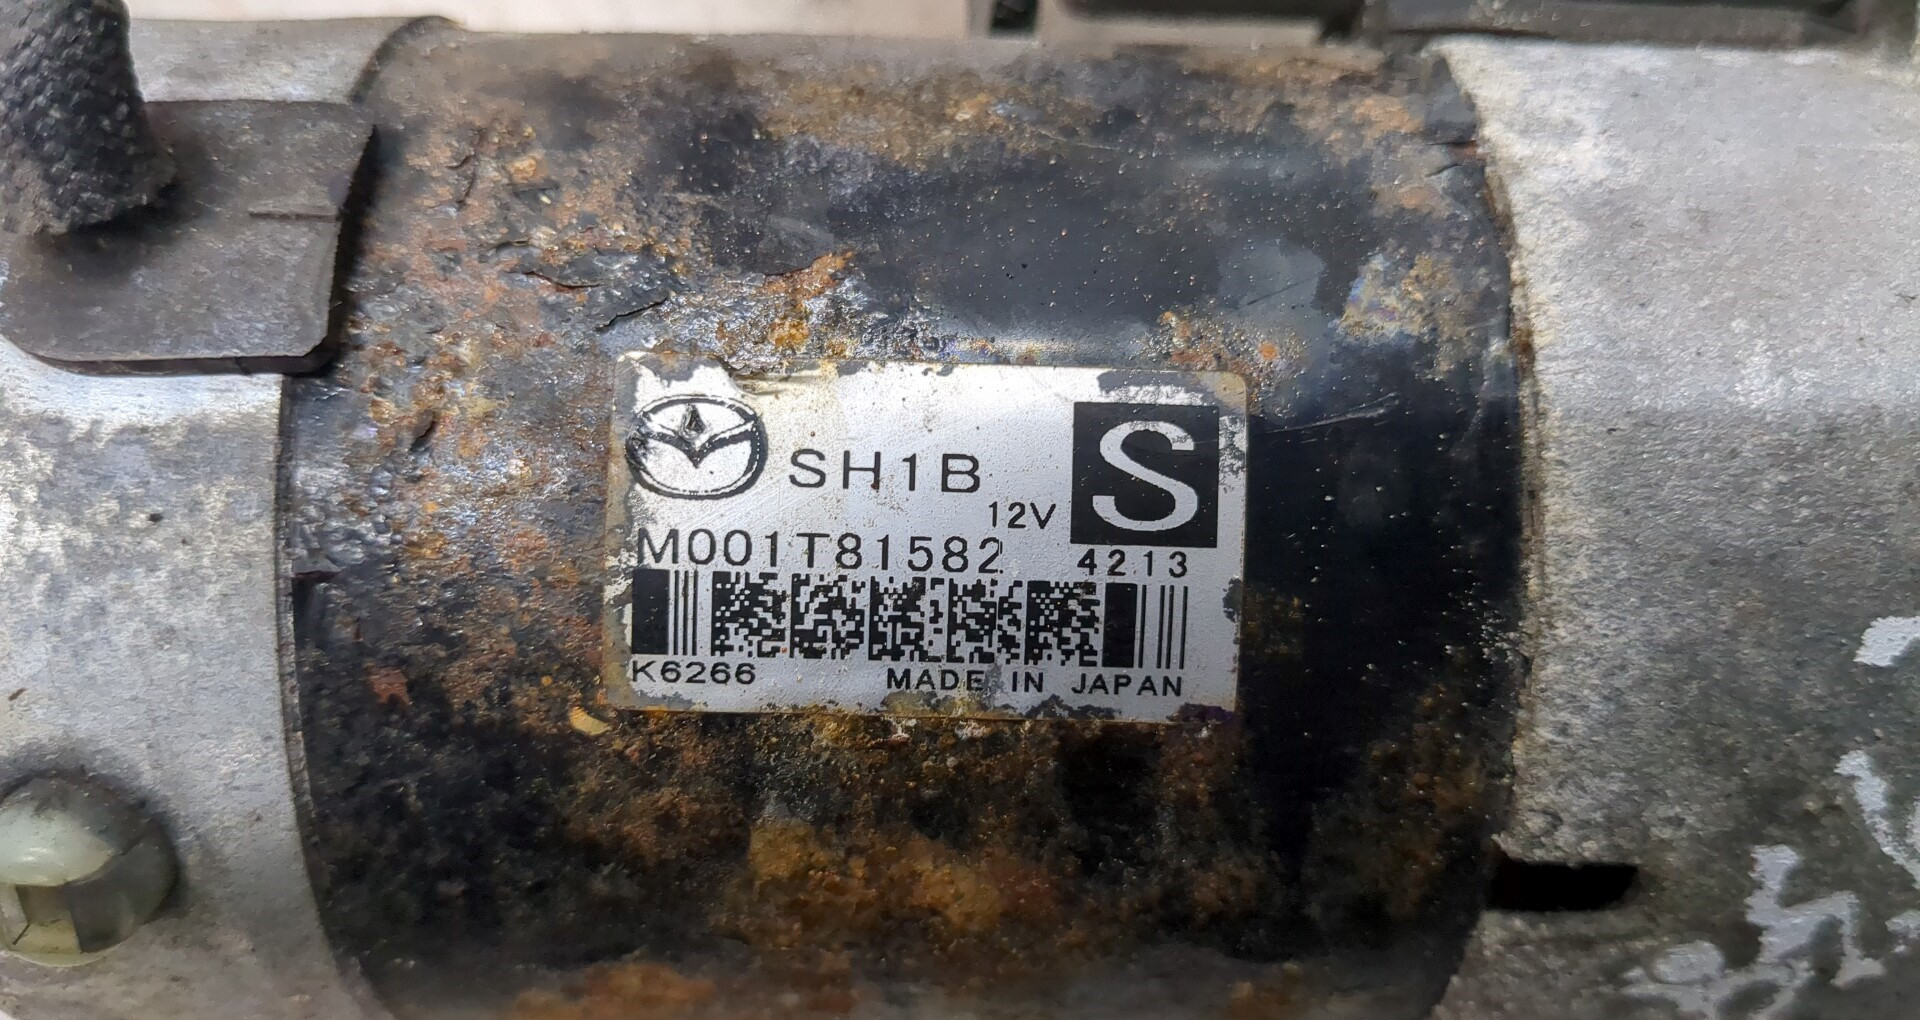 SH1B
S
12V
M001T81582
4213
K6266
MADE IN JAPAN